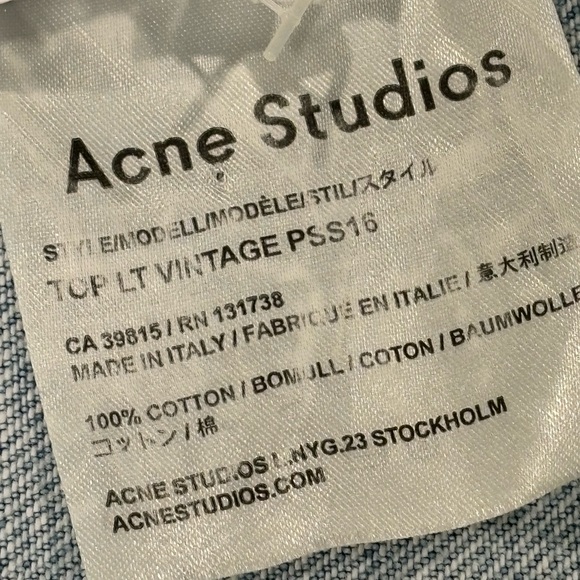 Acne Studios
STYLE/MODELL/MODÈLE/STIL/スタイル
TOP LT VINTAGE PSS16
CA 39815 / RN 131738
MADE IN ITALY / FABRIQUE EN ITALIE / 意大利制造
100% COTTON / BOMULL / COTON / BAUMWOLLE
コットン / 棉
ACNE STUDIOS L.NYG.23 STOCKHOLM
ACNESTUDIOS.COM